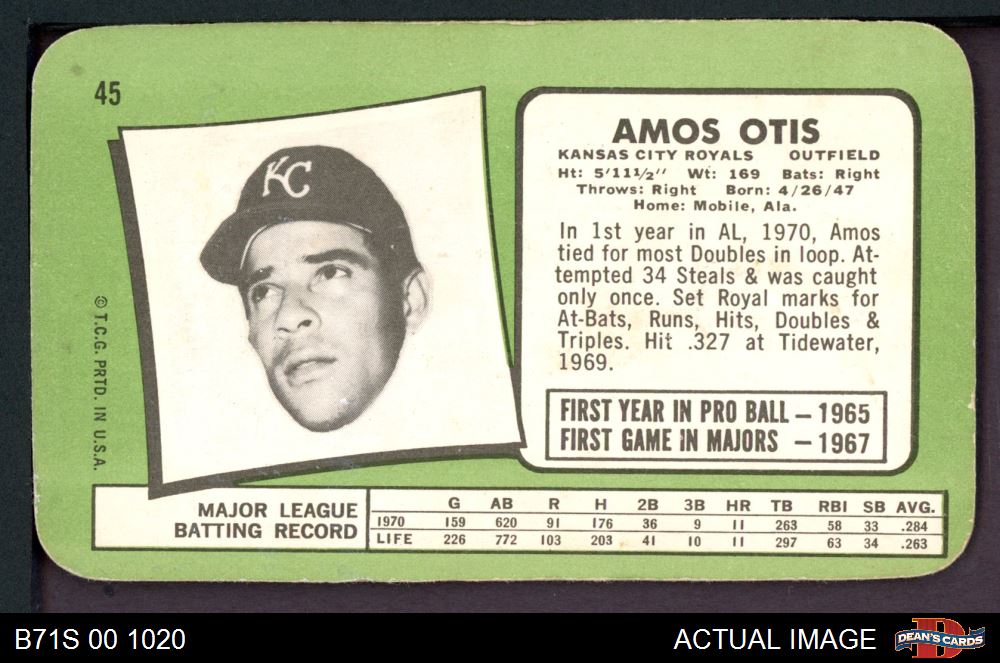 45
KC
AMOS OTIS
KANSAS CITY ROYALS OUTFIELD
Ht: 5'11½'' Wt: 169 Bats: Right
Throws: Right Born: 4/26/47
Home: Mobile, Ala.
In 1st year in AL, 1970, Amos
tied for most Doubles in loop. At-
tempted 34 Steals & was caught
only once. Set Royal marks for
At-Bats, Runs, Hits, Doubles &
Triples. Hit .327 at Tidewater,
1969.
FIRST YEAR IN PRO BALL – 1965
FIRST GAME IN MAJORS – 1967
© T.C.G. PRTD. IN U.S.A.
MAJOR LEAGUE
BATTING RECORD
G AB R H 2B 3B HR TB RBI SB AVG.
1970 159 620 91 176 36 9 11 263 58 33 .284
LIFE 226 772 103 203 41 10 11 297 63 34 .263
B71S 00 1020
ACTUAL IMAGE
DEAN'S CARDS